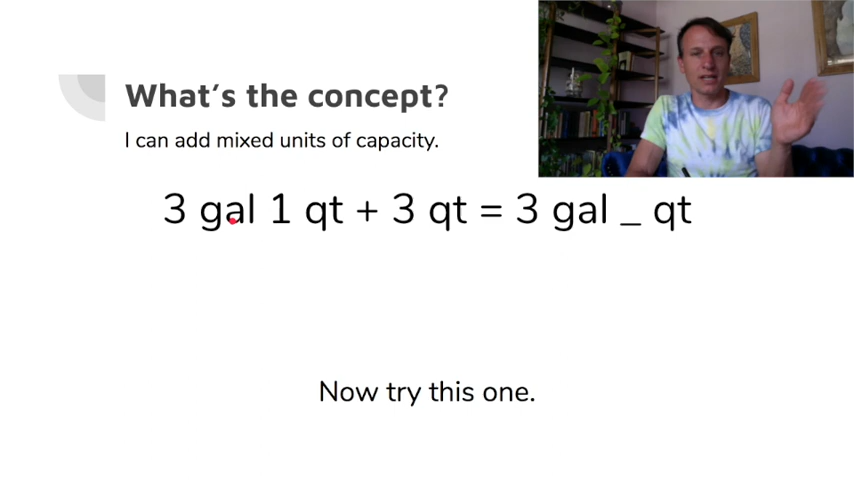 What's the concept?
I can add mixed units of capacity.
3 gal 1 qt + 3 qt = 3 gal _ qt
Now try this one.